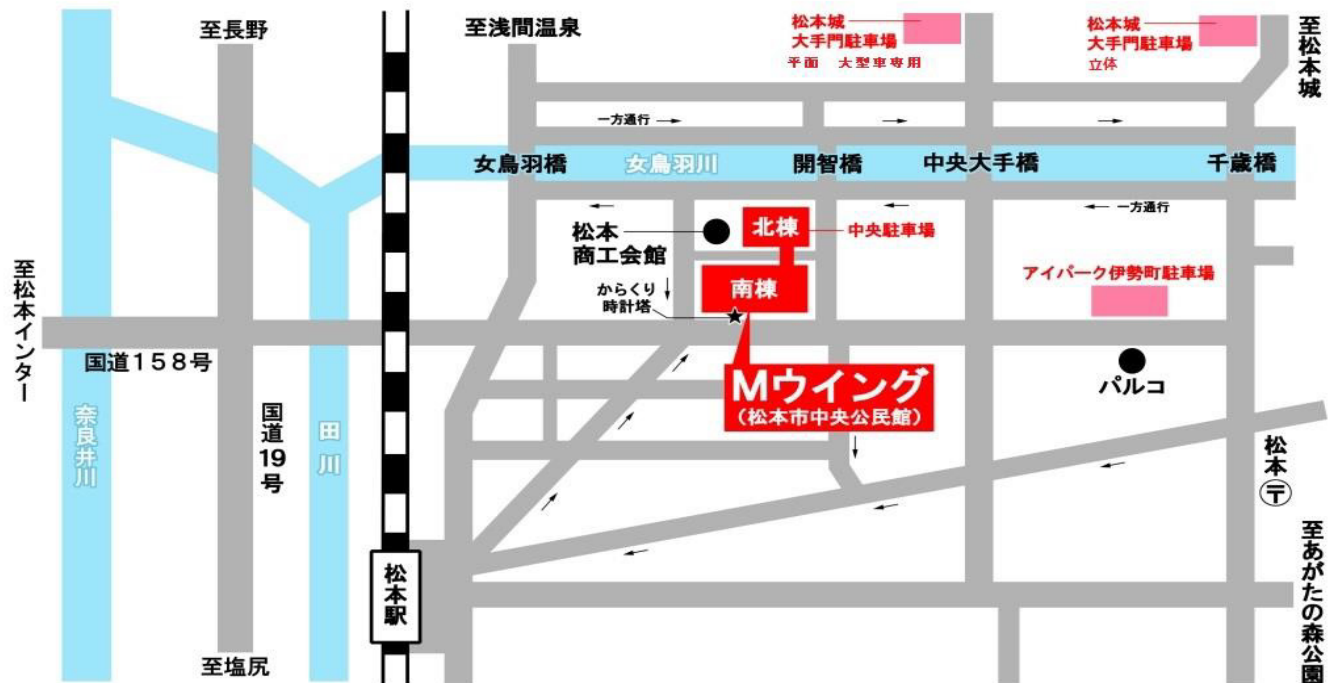 至長野
至浅間温泉
松本城
大手門駐車場
平面 大型車専用
松本城
大手門駐車場
立体
至松本城
一方通行
女鳥羽橋
女鳥羽川
開智橋
中央大手橋
千歳橋
一方通行
松本
商工会館
北棟
中央駐車場
南棟
からくり
時計塔
アイパーク伊勢町駐車場
至松本インター
国道158号
Mウイング
(松本市中央公民館)
パルコ
奈良井川
国道19号
田川
松本〒
松本駅
至塩尻
至あがたの森公園